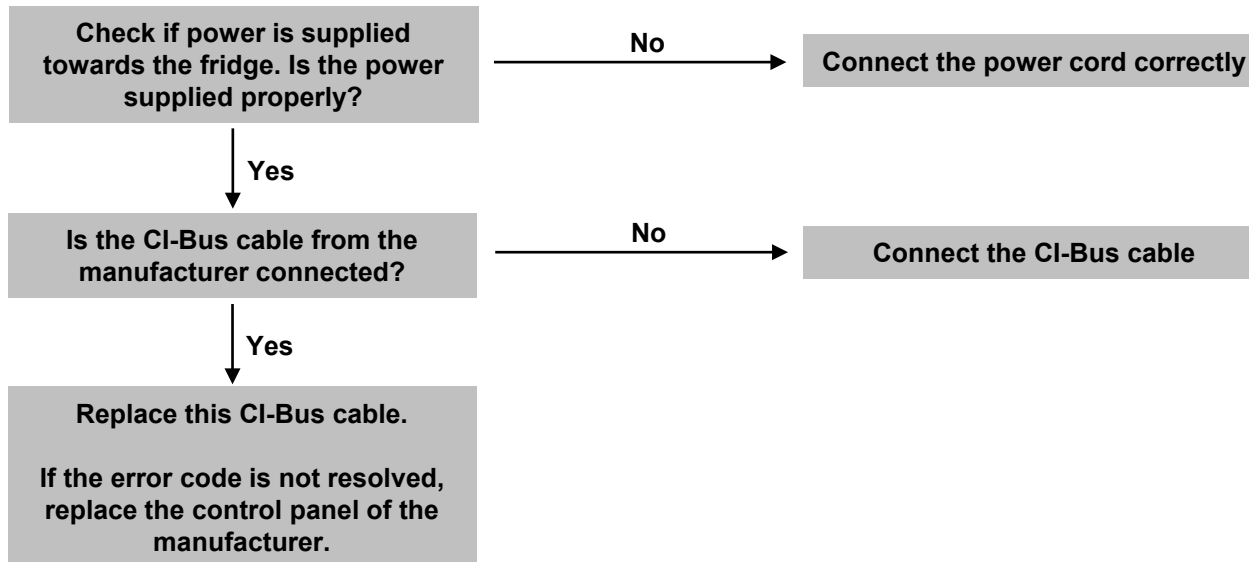 Check if power is supplied
towards the fridge. Is the power
supplied properly?
No
Connect the power cord correctly
Yes
Is the CI-Bus cable from the
manufacturer connected?
No
Connect the CI-Bus cable
Yes
Replace this CI-Bus cable.
If the error code is not resolved,
replace the control panel of the
manufacturer.